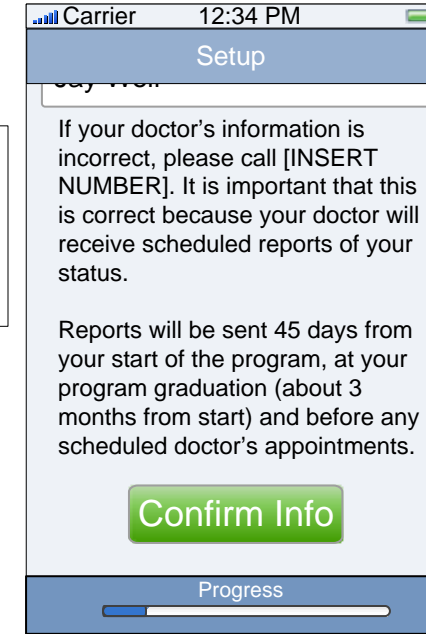 Carrier 12:34 PM
Setup
If your doctor's information is
incorrect, please call [INSERT
NUMBER]. It is important that this
is correct because your doctor will
receive scheduled reports of your
status.
Reports will be sent 45 days from
your start of the program, at your
program graduation (about 3
months from start) and before any
scheduled doctor's appointments.
Confirm Info
Progress